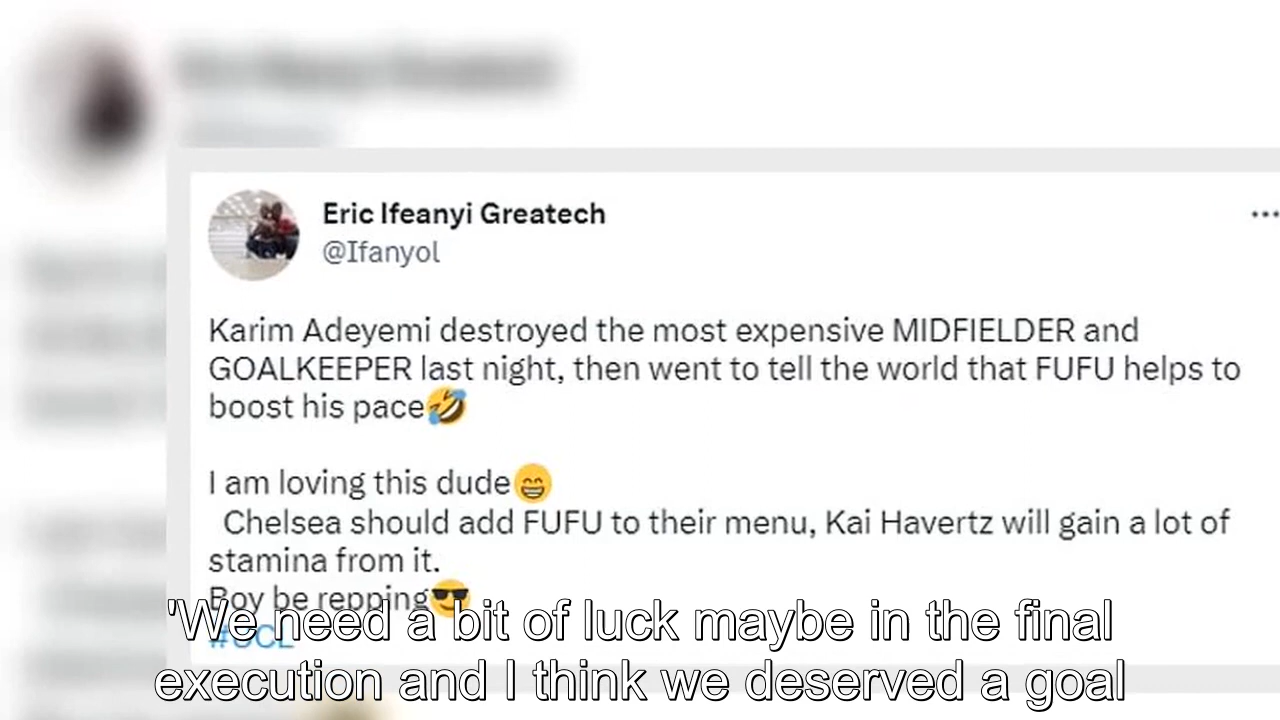 Eric Ifeanyi Greatech
@Ifanyol
Karim Adeyemi destroyed the most expensive MIDFIELDER and
GOALKEEPER last night, then went to tell the world that FUFU helps to
boost his pace🤣
I am loving this dude😁
Chelsea should add FUFU to their menu, Kai Havertz will gain a lot of
stamina from it.
Boy be repping😎
#UCL
'We need a bit of luck maybe in the final
execution and I think we deserved a goal